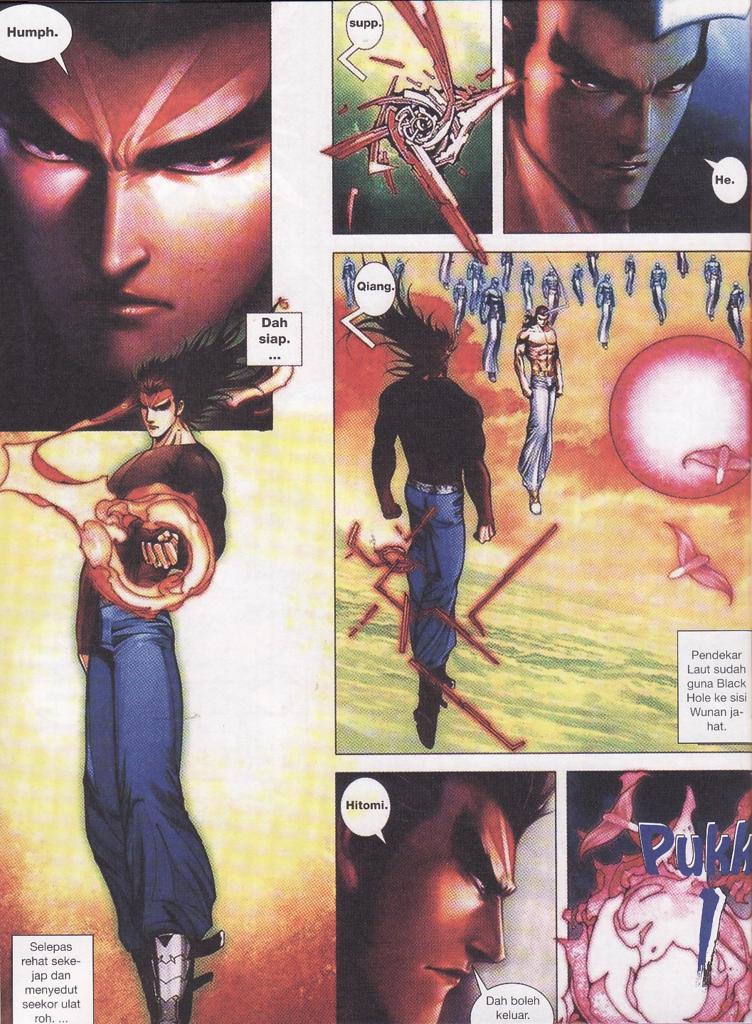 Humph.
Dah
siap.
...
Selepas
rehat seke-
jap dan
menyedut
seekor ulat
roh. ...
supp.
He.
Qiang.
Pendekar
Laut sudah
guna Black
Hole ke sisi
Wunan ja-
hat.
Hitomi.
Dah boleh
keluar.